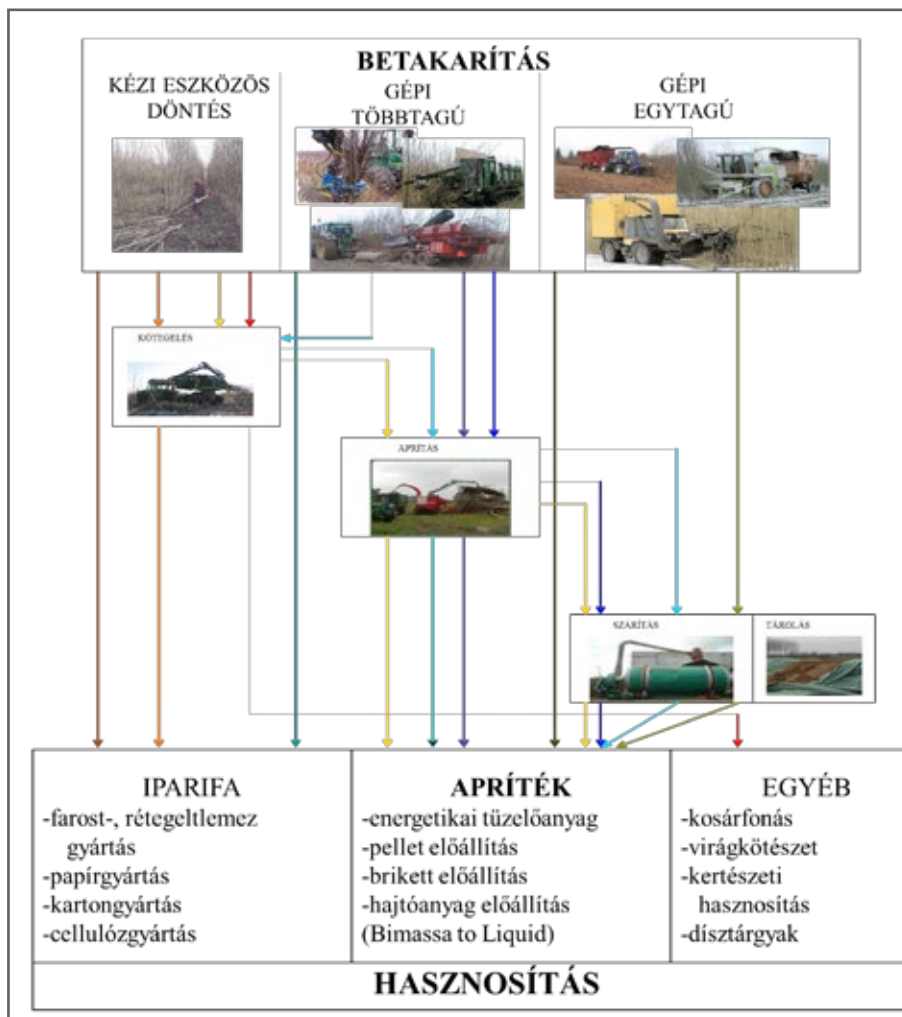 BETAKARÍTÁS
KÉZI ESZKÖZÖS
DÖNTÉS
GÉPI
TÖBBTAGÚ
GÉPI
EGYTAGÚ
KÖTEGELÉS
APRÍTÁS
SZÁRÍTÁS
TÁROLÁS
IPARIFA
-farost-, rétegeltlemez
gyártás
-papírgyártás
-kartongyártás
-cellulózgyártás
APRÍTÉK
-energetikai tüzelőanyag
-pellet előállítás
-brikett előállítás
-hajtóanyag előállítás
(Bimassa to Liquid)
EGYÉB
-kosárfonás
-virágkötészet
-kertészeti
hasznosítás
-dísztárgyak
HASZNOSÍTÁS